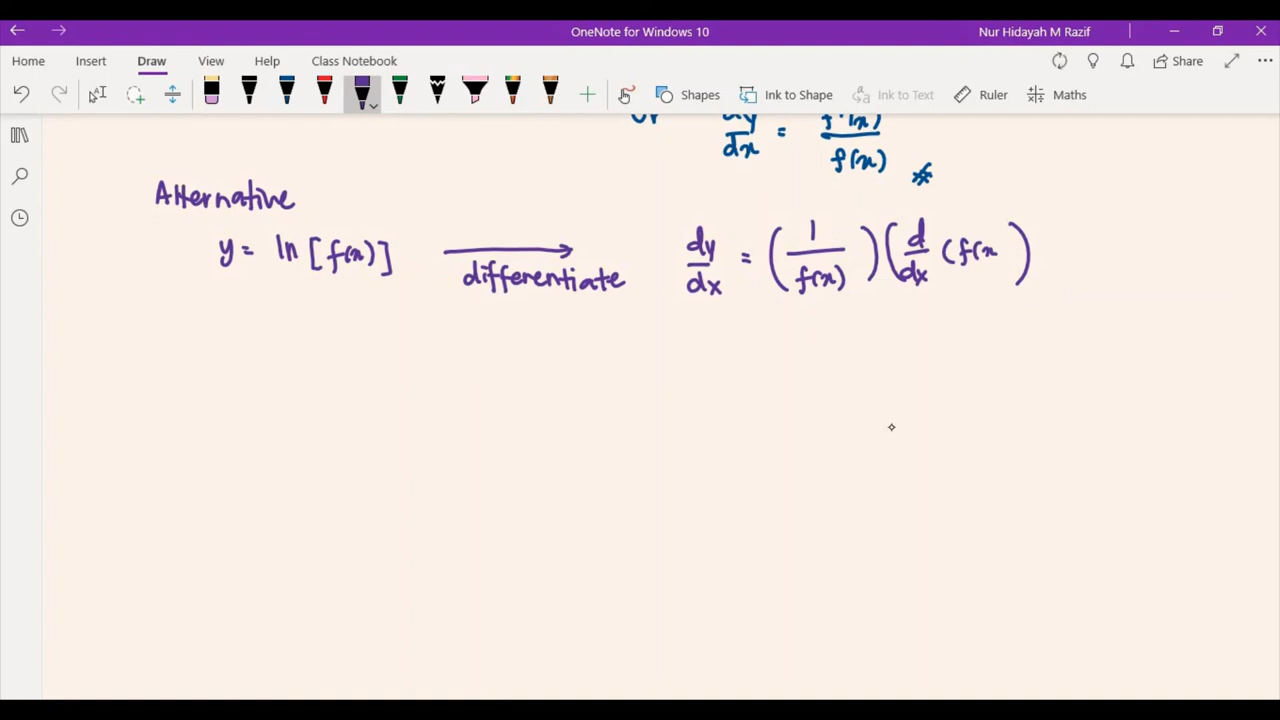 OneNote for Windows 10
Nur Hidayah M Razif
Home Insert Draw View Help Class Notebook
Share
Shapes Ink to Shape Ink to Text Ruler Maths
or dy/dx = f'(x)/f(x) *
Alternative
y = ln [f(x)] differentiate dy/dx = (1/f(x)) (d/dx (f(x )